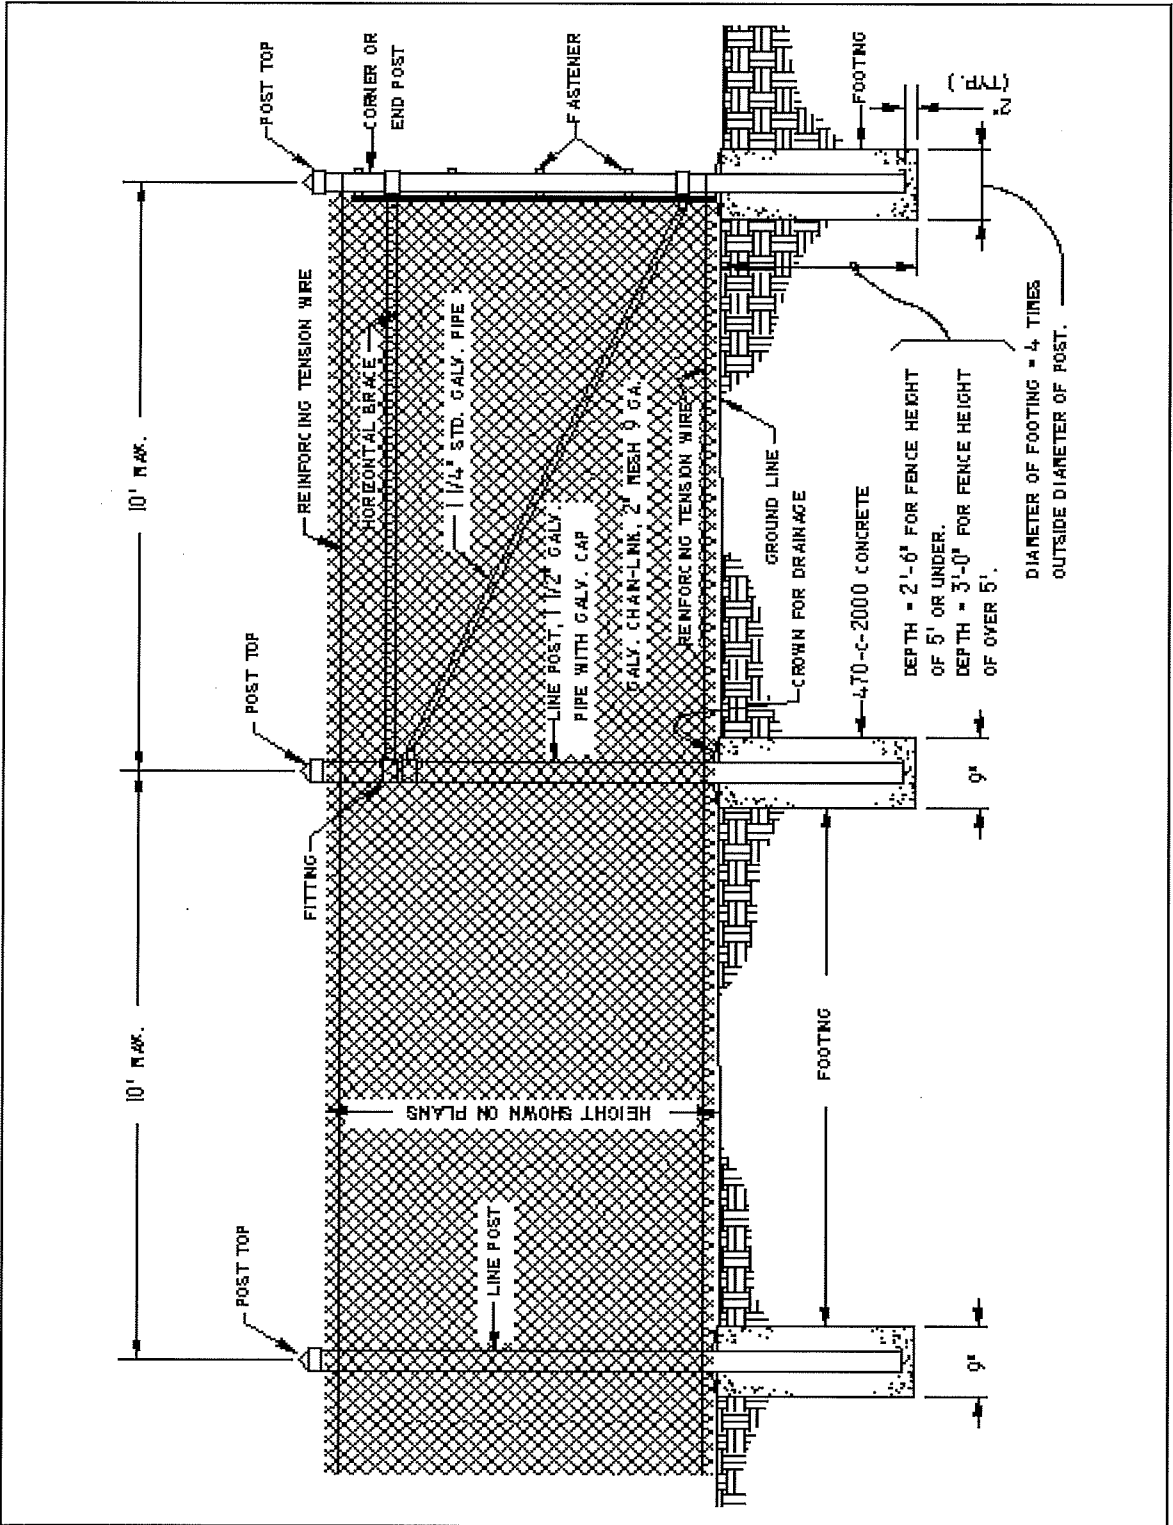 10' MAX.
10' MAX.
POST TOP
POST TOP
POST TOP
REINFORCING TENSION WIRE
CORNER OR
END POST
FITTING
HORIZONTAL BRACE
1 1/4" STD. GALV. PIPE
HEIGHT SHOWN ON PLANS
LINE POST
LINE POST, 1 1/2" GALV.
PIPE WITH GALV. CAP
FASTENER
GALV. CHAN-LINK, 2" MESH 9 GA.
REINFORCING TENSION WIRE
GROUND LINE
CROWN FOR DRAINAGE
FOOTING
470-C-2000 CONCRETE
FOOTING
DEPTH = 2'-6" FOR FENCE HEIGHT
OF 5' OR UNDER.
DEPTH = 3'-0" FOR FENCE HEIGHT
OF OVER 5'.
2"
(TYP.)
9"
9"
DIAMETER OF FOOTING = 4 TIMES
OUTSIDE DIAMETER OF POST.